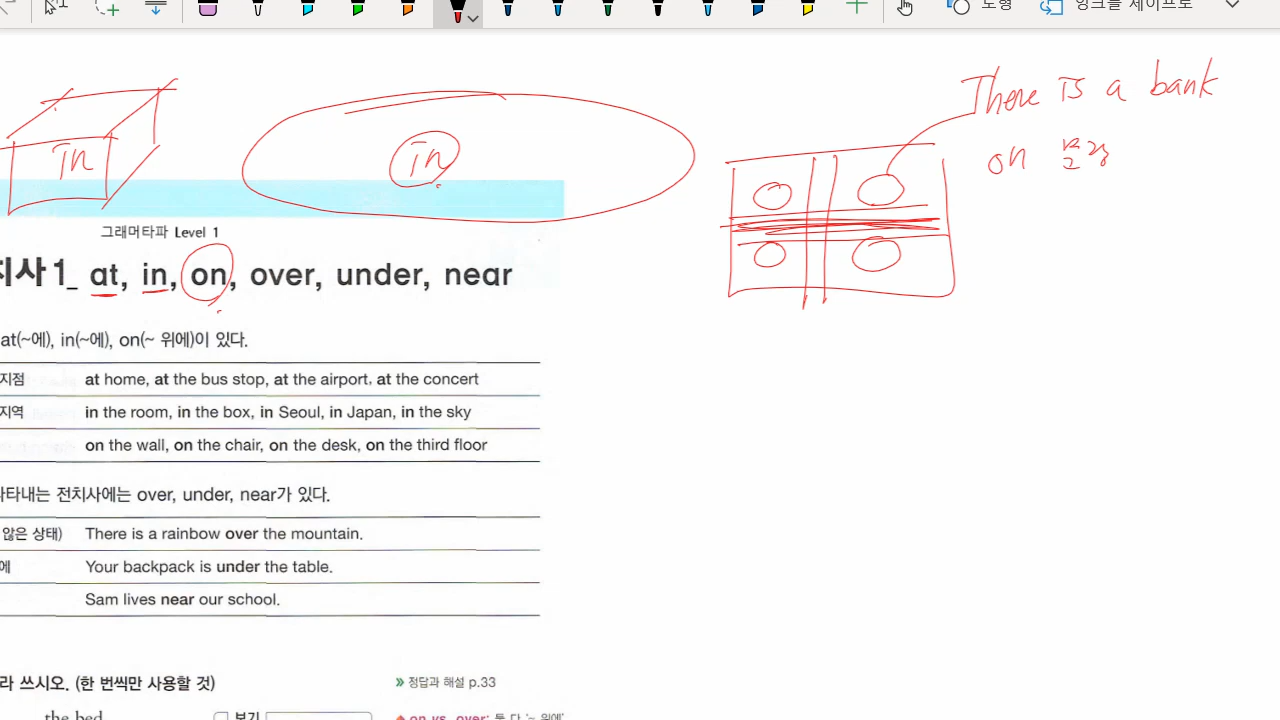 도형
잉크를 셰이프로
There is a bank
on
in
in
그래머타파 Level 1
치사 1_ at, in, on, over, under, near
at(~에), in(~에), on(~ 위에)이 있다.
지점 at home, at the bus stop, at the airport, at the concert
지역 in the room, in the box, in Seoul, in Japan, in the sky
on the wall, on the chair, on the desk, on the third floor
나타내는 전치사에는 over, under, near가 있다.
않은 상태) There is a rainbow over the mountain.
에 Your backpack is under the table.
Sam lives near our school.
라 쓰시오. (한 번씩만 사용할 것)
» 정답과 해설 p.33
the bed
보기
on vs. over: 둘 다 '~ 위에'